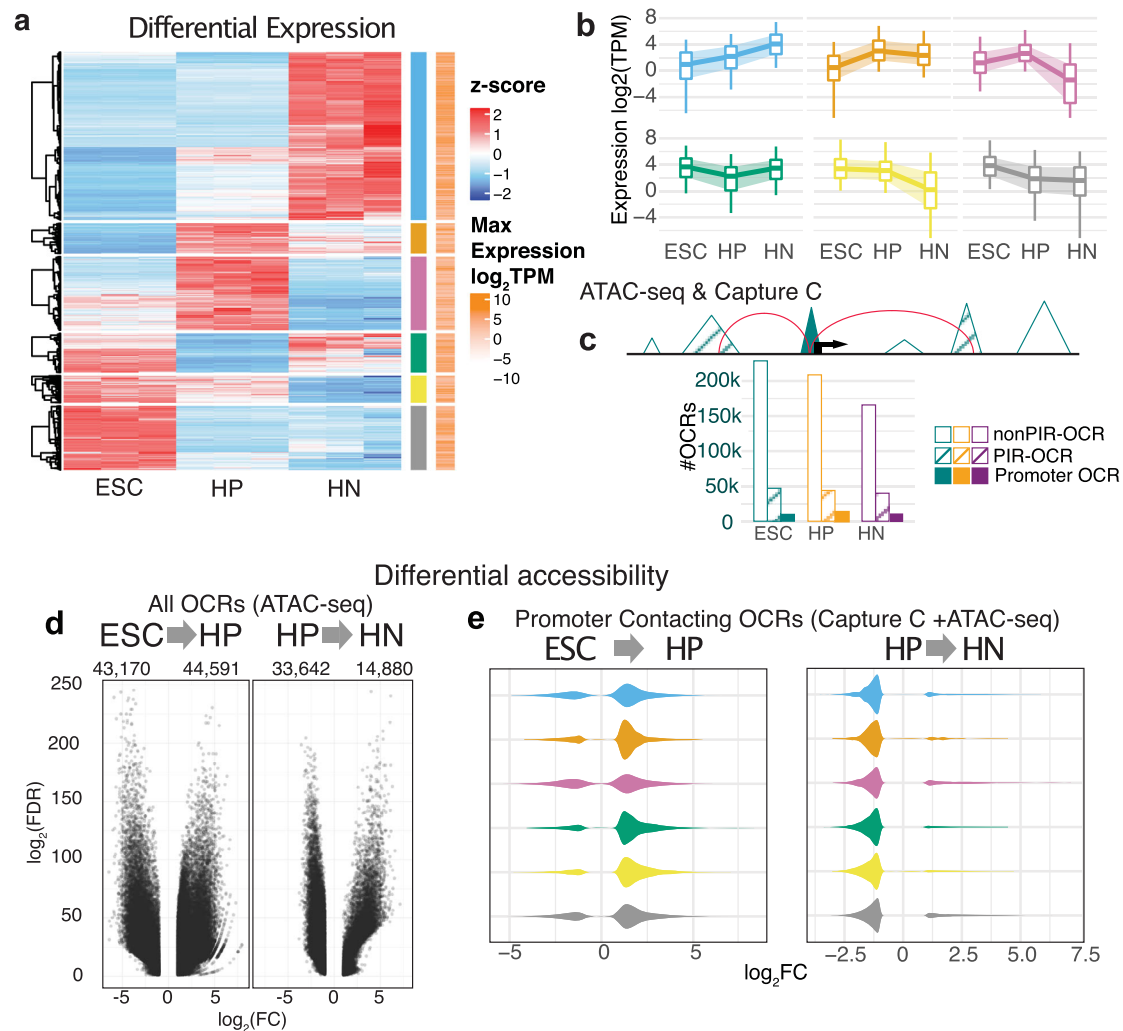 a
Differential Expression
z-score
2
1
0
−1
−2
Max
Expression
log2TPM
10
5
0
−5
−10
ESC HP HN
b
Expression log2(TPM)
8
4
0
−4
8
4
0
−4
ESC HP HN ESC HP HN ESC HP HN
ATAC-seq & Capture C
c
#OCRs
200k
150k
100k
50k
0
ESC HP HN
nonPIR-OCR
PIR-OCR
Promoter OCR
Differential accessibility
d
All OCRs (ATAC-seq)
ESC HP HP HN
43,170 44,591 33,642 14,880
log2(FDR)
250
200
150
100
50
0
-5 0 5 -5 0 5
log2(FC)
e
Promoter Contacting OCRs (Capture C +ATAC-seq)
ESC HP HP HN
−5 0 5 −2.5 0 2.5 5.0 7.5
log2FC